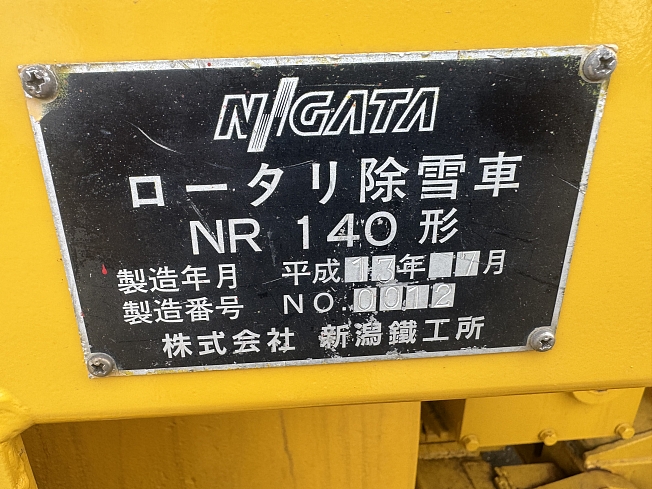 NIIGATA
ロータリ除雪車
NR 140 形
製造年月 平成13年 7月
製造番号 NO.0012
株式会社 新潟鐵工所